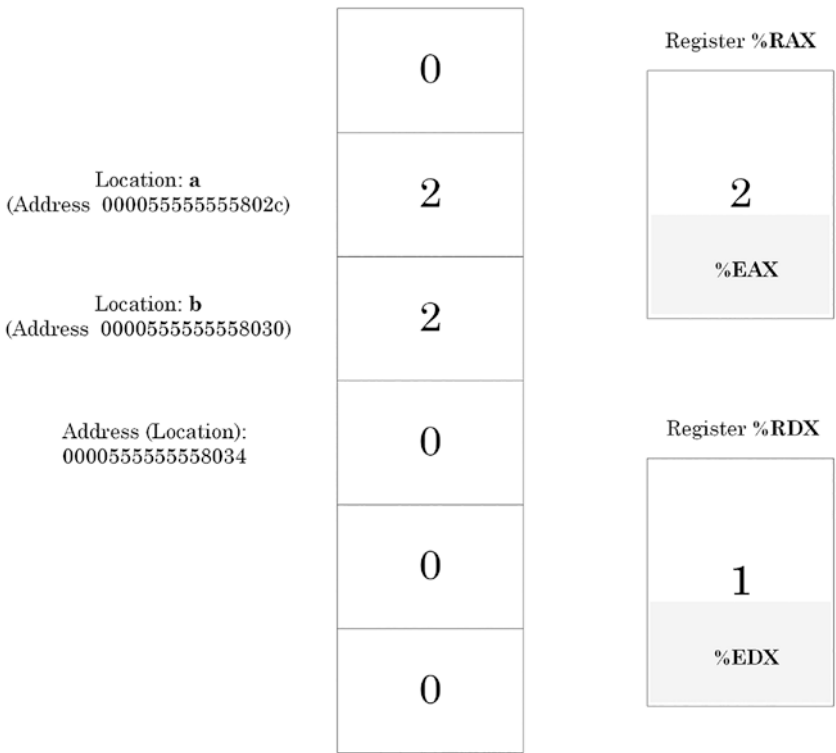 0
Location: a
(Address 000055555555802c)
2
Location: b
(Address 0000555555558030)
2
Address (Location):
0000555555558034
0
0
0
Register %RAX
2
%EAX
Register %RDX
1
%EDX